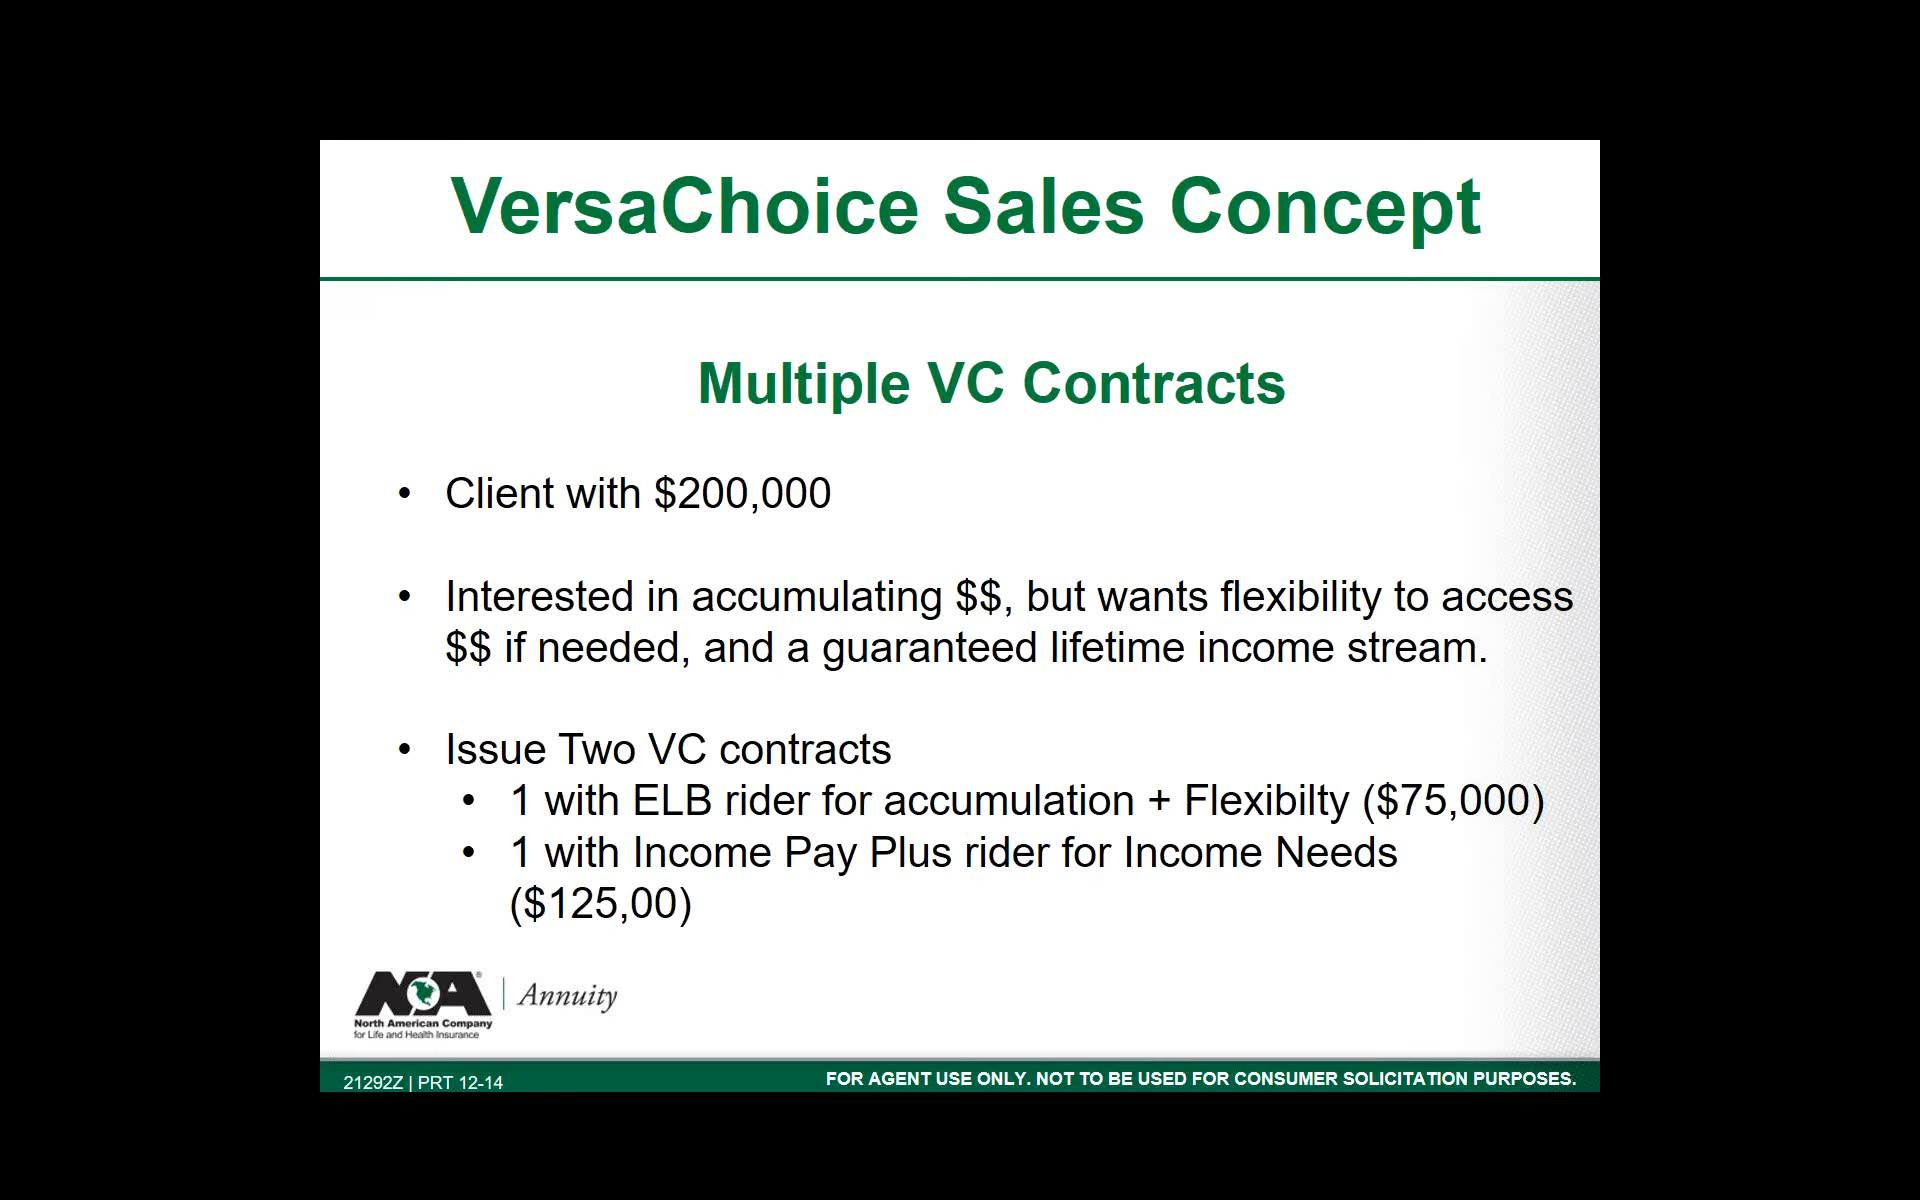 VersaChoice Sales Concept
Multiple VC Contracts
• Client with $200,000
• Interested in accumulating $$, but wants flexibility to access
$$ if needed, and a guaranteed lifetime income stream.
• Issue Two VC contracts
• 1 with ELB rider for accumulation + Flexibilty ($75,000)
• 1 with Income Pay Plus rider for Income Needs
($125,00)
NA® | Annuity
North American Company
for Life and Health Insurance
21292Z | PRT 12-14
FOR AGENT USE ONLY. NOT TO BE USED FOR CONSUMER SOLICITATION PURPOSES.